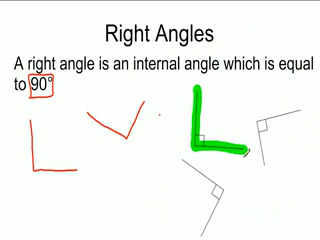 Right Angles
A right angle is an internal angle which is equal
to 90°